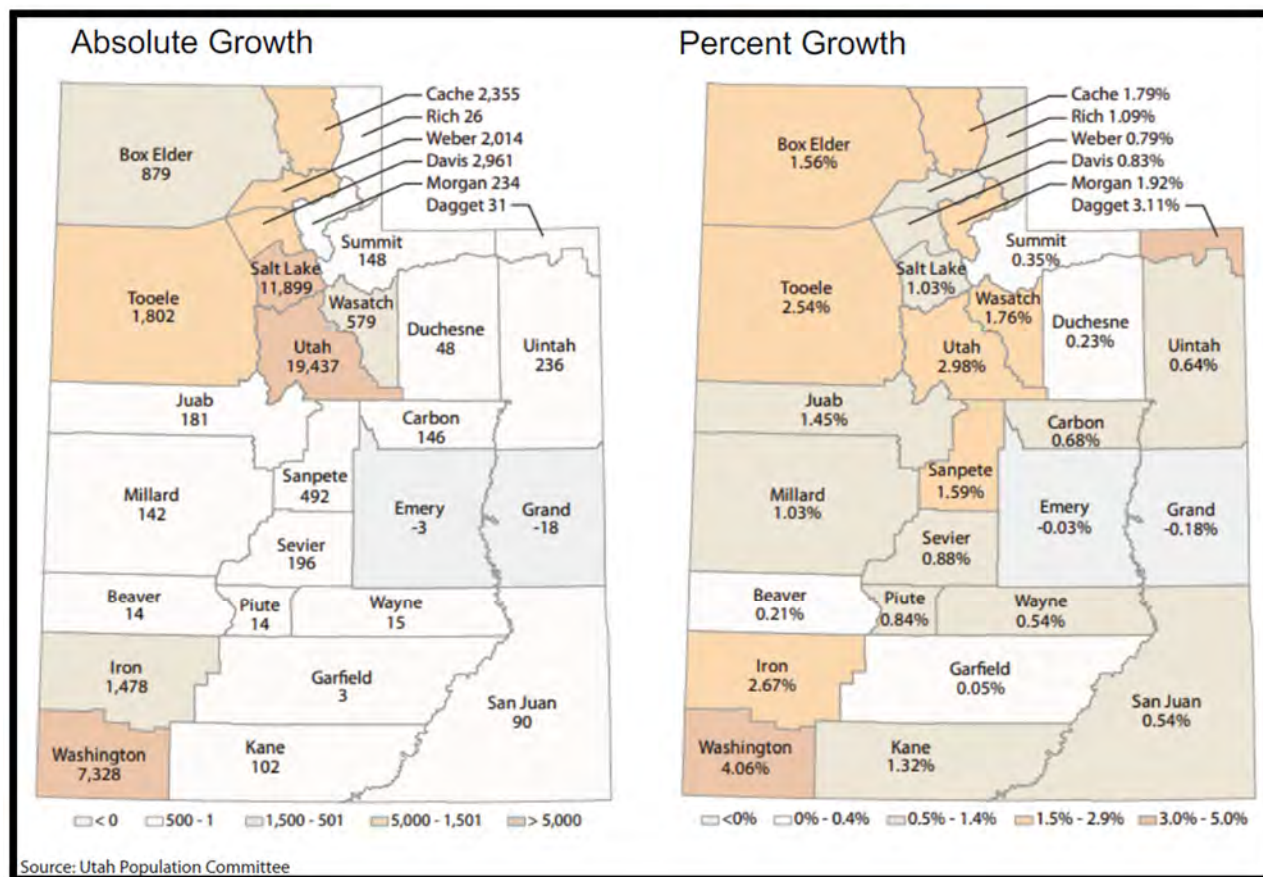 Absolute Growth
Cache 2,355
Rich 26
Weber 2,014
Davis 2,961
Morgan 234
Dagget 31
Box Elder
879
Summit
148
Salt Lake
11,899
Tooele
1,802
Wasatch
579
Duchesne
48
Uintah
236
Utah
19,437
Juab
181
Carbon
146
Sanpete
492
Millard
142
Emery
-3
Grand
-18
Sevier
196
Beaver
14
Piute
14
Wayne
15
Iron
1,478
Garfield
3
San Juan
90
Washington
7,328
Kane
102
< 0
500 - 1
1,500 - 501
5,000 - 1,501
> 5,000
Percent Growth
Cache 1.79%
Rich 1.09%
Weber 0.79%
Davis 0.83%
Morgan 1.92%
Dagget 3.11%
Box Elder
1.56%
Summit
0.35%
Salt Lake
1.03%
Tooele
2.54%
Wasatch
1.76%
Duchesne
0.23%
Uintah
0.64%
Utah
2.98%
Juab
1.45%
Carbon
0.68%
Sanpete
1.59%
Millard
1.03%
Emery
-0.03%
Grand
-0.18%
Sevier
0.88%
Beaver
0.21%
Piute
0.84%
Wayne
0.54%
Iron
2.67%
Garfield
0.05%
San Juan
0.54%
Washington
4.06%
Kane
1.32%
<0%
0% - 0.4%
0.5% - 1.4%
1.5% - 2.9%
3.0% - 5.0%
Source: Utah Population Committee